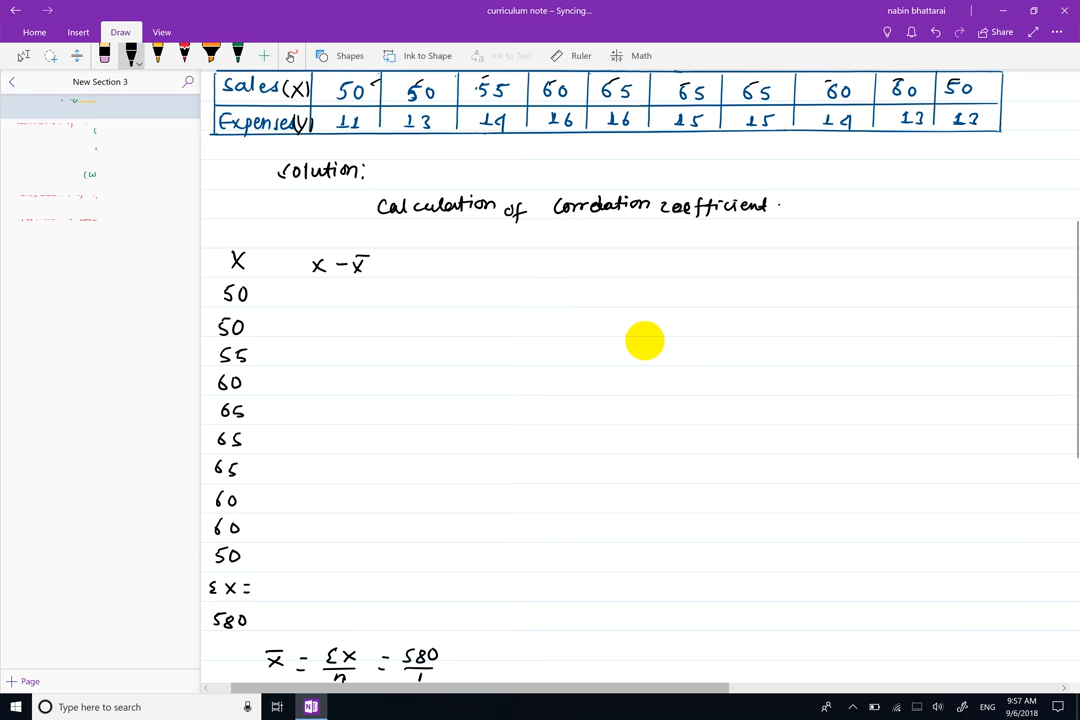 curriculum note – Syncing...
nabin bhattarai
Home Insert Draw View
Share
Shapes Ink to Shape Ink to Text Ruler Math
New Section 3
Sales(X) 50 50 55 60 65 65 65 60 60 50
Expense(y) 11 13 14 16 16 15 15 14 13 13
Solution:
Calculation of Correlation coefficient.
X x - x̄
50
50
55
60
65
65
65
60
60
50
Σx =
580
x̄ = Σx/n = 580/1
+ Page
Type here to search
ENG
9:57 AM
9/6/2018